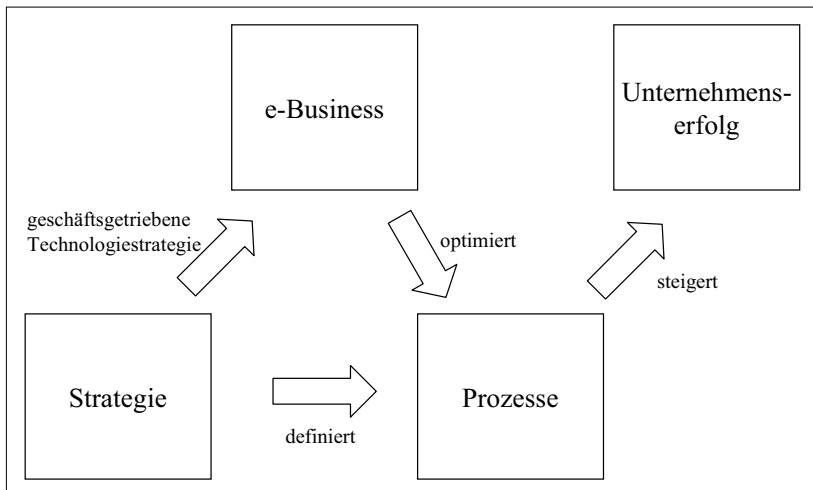 e-Business
Unternehmens-
erfolg
geschäftsgetriebene
Technologiestrategie
optimiert
steigert
Strategie
Prozesse
definiert